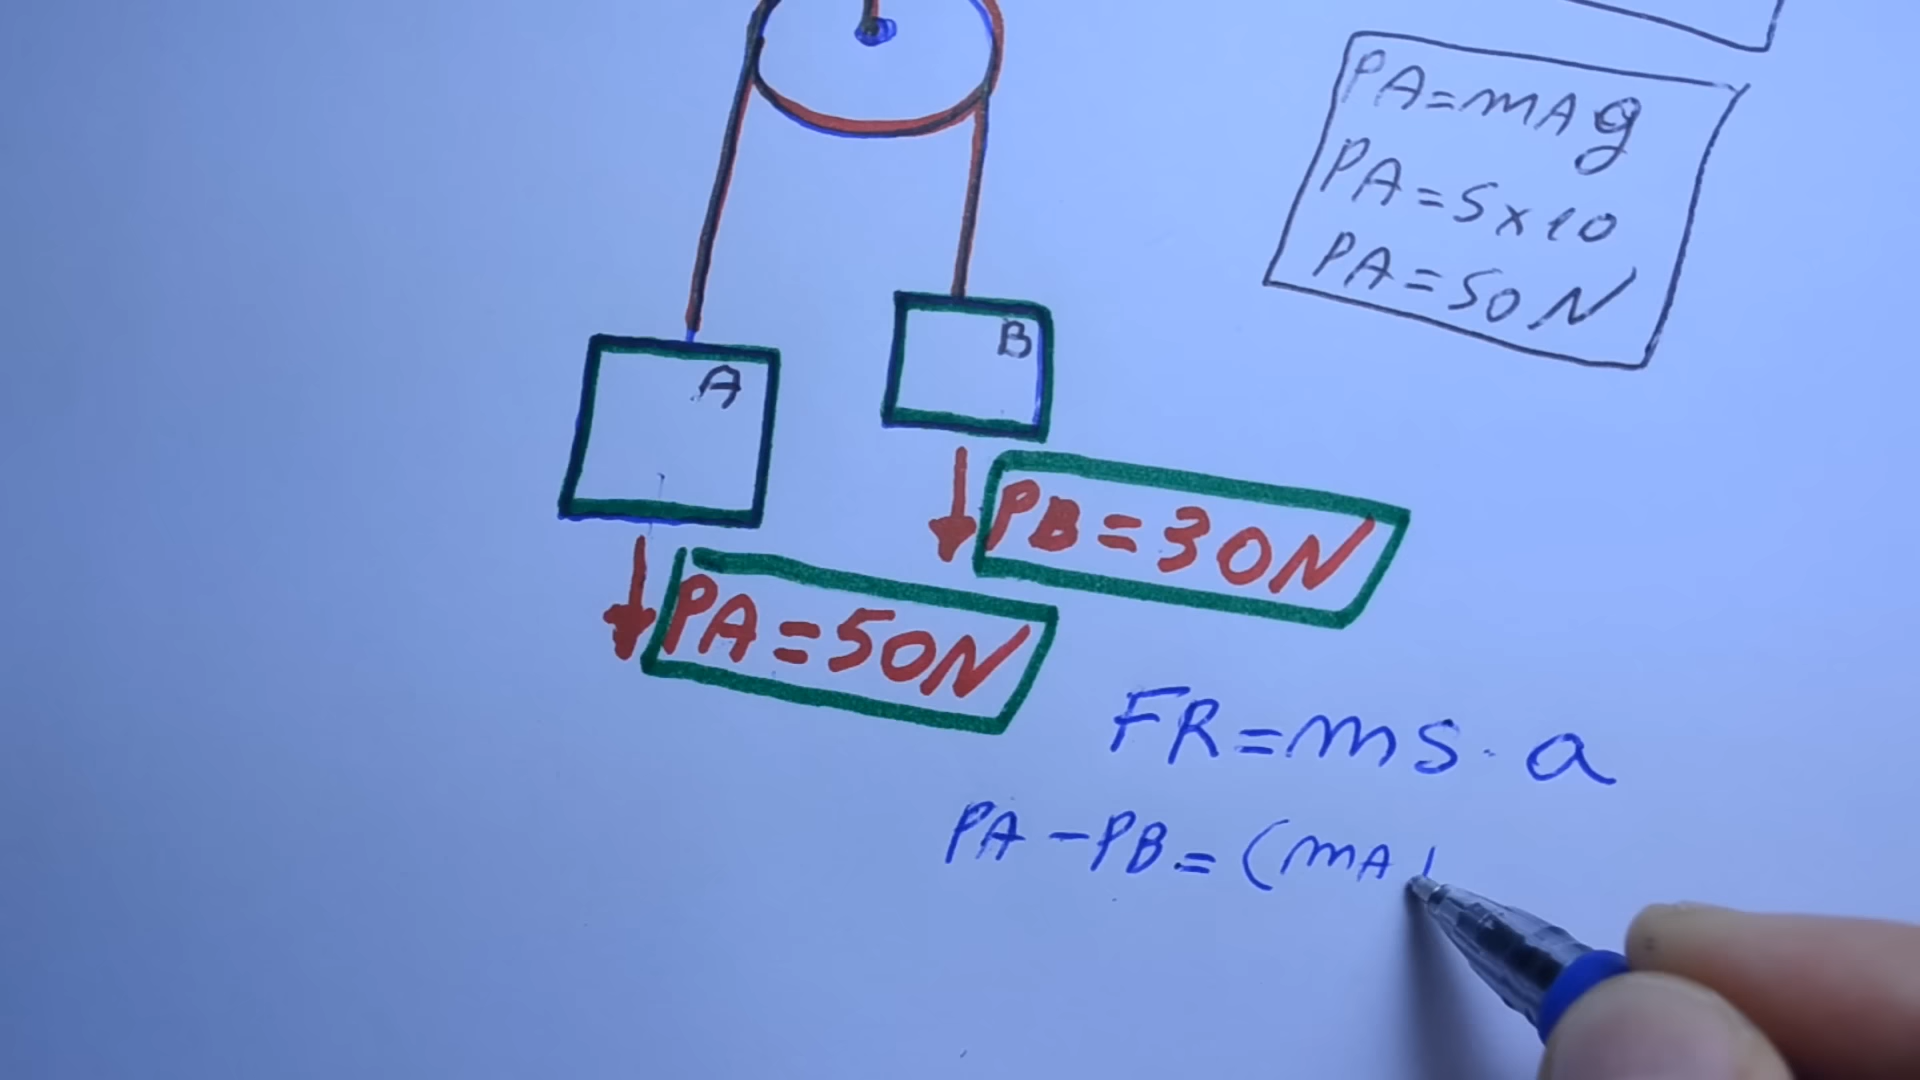 PA=mAg
PA=5x10
PA=50N
A
B
PB=30N
PA=50N
FR=ms.a
PA-PB=(mA